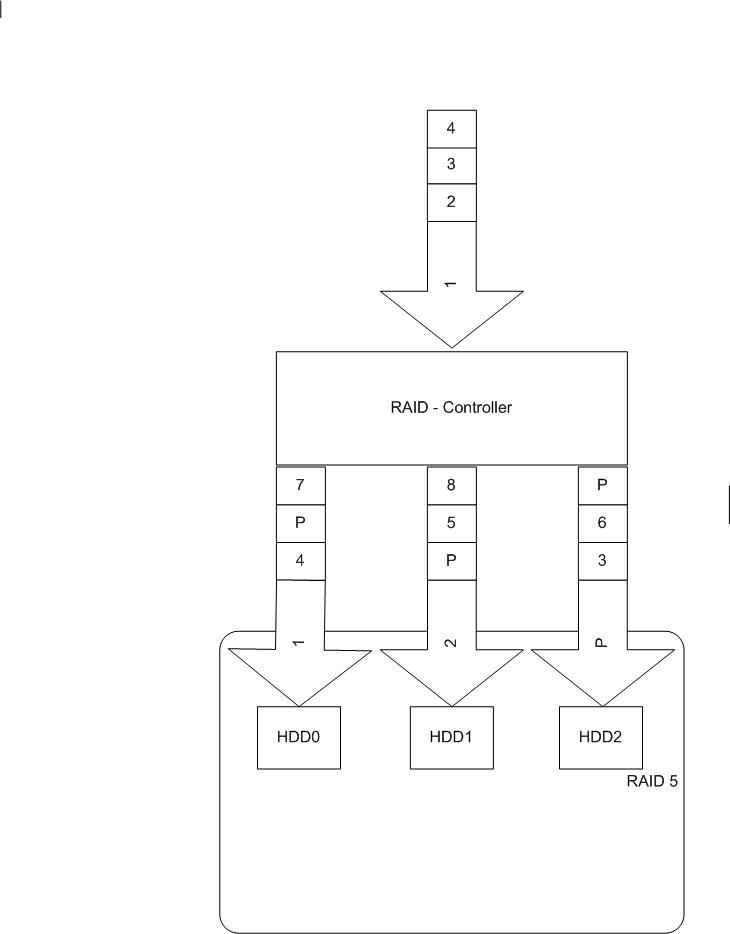 4
3
2
1
RAID - Controller
7 8 P
P 5 6
4 P 3
1 2 P
HDD0 HDD1 HDD2
RAID 5